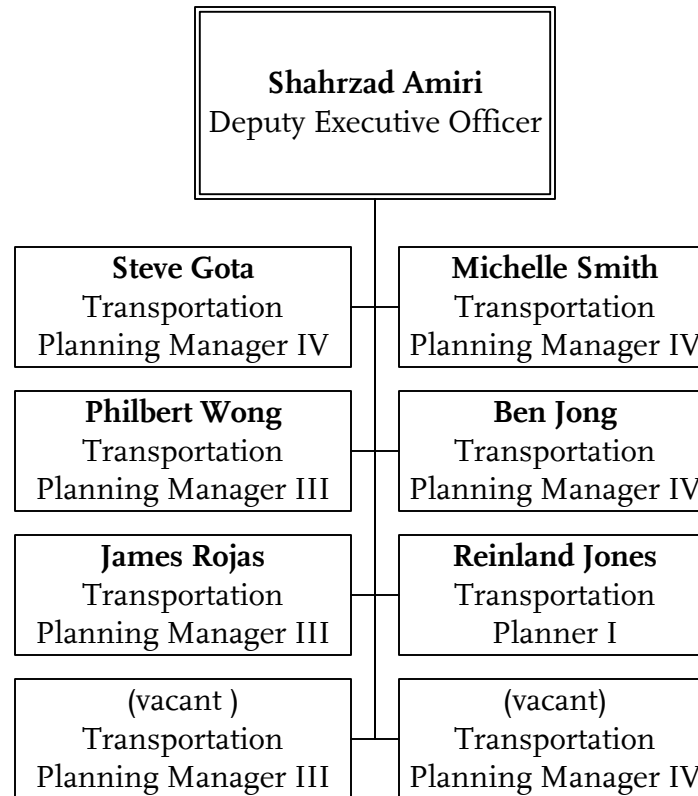 Shahrzad Amiri
Deputy Executive Officer
Steve Gota
Transportation
Planning Manager IV
Michelle Smith
Transportation
Planning Manager IV
Philbert Wong
Transportation
Planning Manager III
Ben Jong
Transportation
Planning Manager IV
James Rojas
Transportation
Planning Manager III
Reinland Jones
Transportation
Planner I
(vacant )
Transportation
Planning Manager III
(vacant)
Transportation
Planning Manager IV